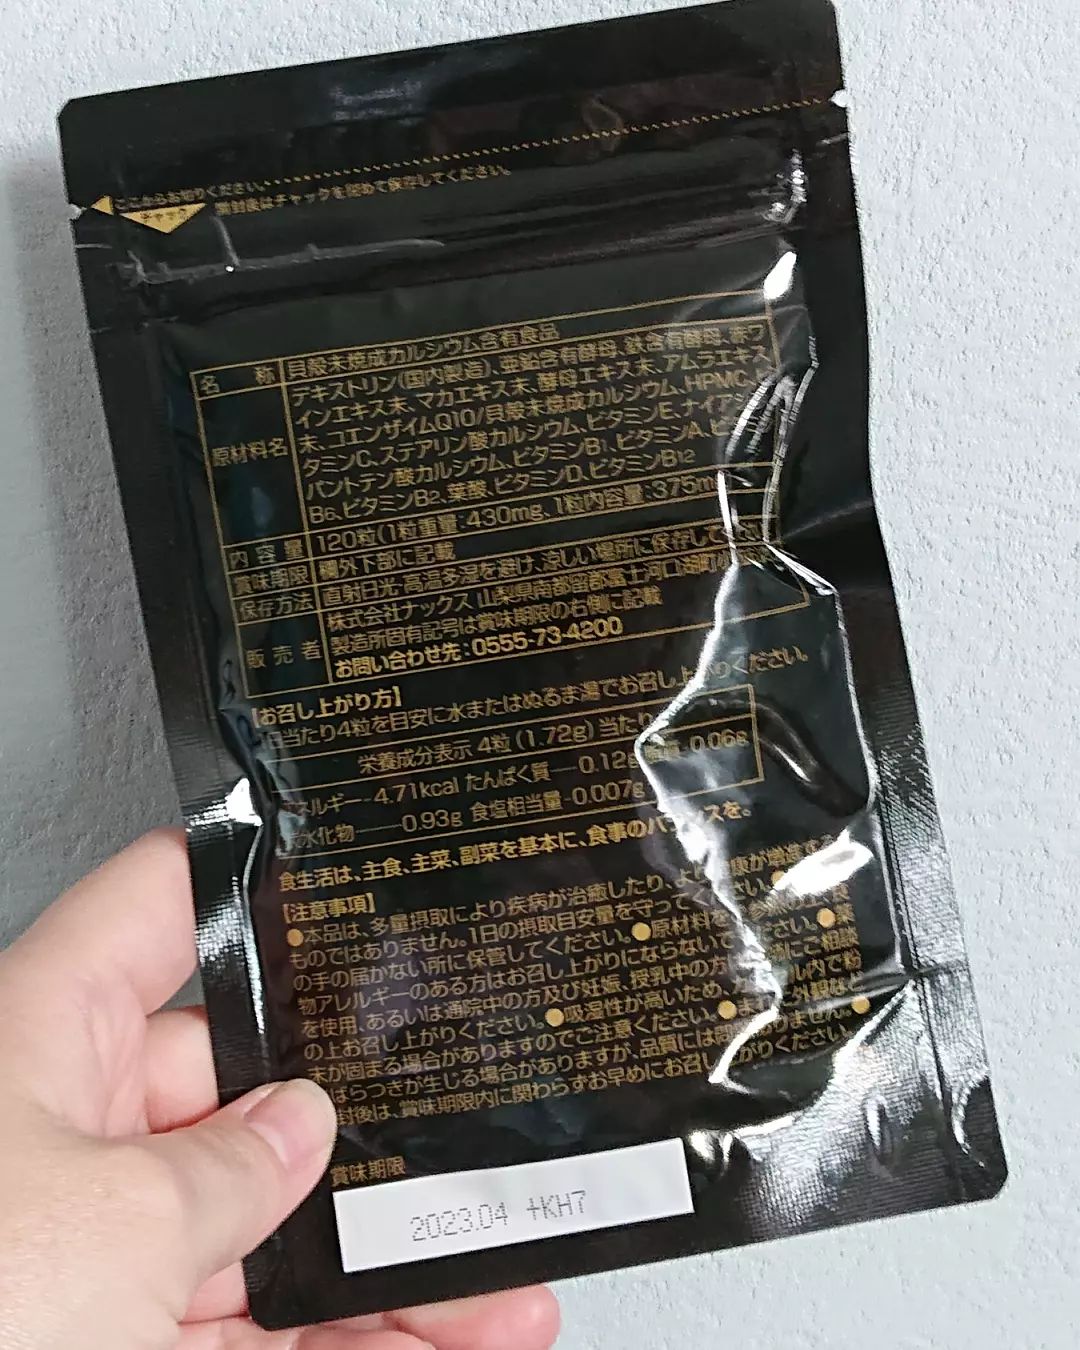 ここからお切りください。
チャック
開封後はチャックを閉めて保存してください。
名 称 貝殻末焼成カルシウム含有食品
原材料名 デキストリン(国内製造)、亜鉛含有酵母、鉄含有酵母、赤ワ
インエキス末、マカエキス末、酵母エキス末、アムラエキス
末、コエンザイムQ10/貝殻末焼成カルシウム、HPMC、
タミンC、ステアリン酸カルシウム、ビタミンE、ナイアシ
パントテン酸カルシウム、ビタミンB1、ビタミンA、ビ
B6、ビタミンB2、葉酸、ビタミンD、ビタミンB12
内 容 量 120粒(1粒重量:430mg、1粒内容量:375m
賞味期限 欄外下部に記載
保存方法 直射日光・高温多湿を避け、涼しい場所に保存して
販 売 者 株式会社ナックス 山梨県南都留郡富士河口湖町
製造所固有記号は賞味期限の右側に記載
お問い合わせ先:0555-73-4200
【お召し上がり方】
1日当たり4粒を目安に水またはぬるま湯でお召し上がりください。
栄養成分表示 4粒(1.72g)当たり
エネルギー-4.71kcal たんぱく質—0.12g 脂質-0.06g
炭水化物—0.93g 食塩相当量-0.007g
食生活は、主食、主菜、副菜を基本に、食事のバランスを。
【注意事項】
●本品は、多量摂取により疾病が治癒したり、より健康が増進する
ものではありません。1日の摂取目安量を守って
の手の届かない所に保管してください。●原材料を
物アレルギーのある方はお召し上がりにならないで ●薬
を使用、あるいは通院中の方及び妊娠、授乳中の方 にご相談
の上お召し上がりください。●吸湿性が高いため、 内で粉
末が固まる場合がありますのでご注意ください。● 外観など
ばらつきが生じる場合がありますが、品質には問題ありません。●
封後は、賞味期限内に関わらずお早めにお召し上がりください。
賞味期限
2023.04 +KH7